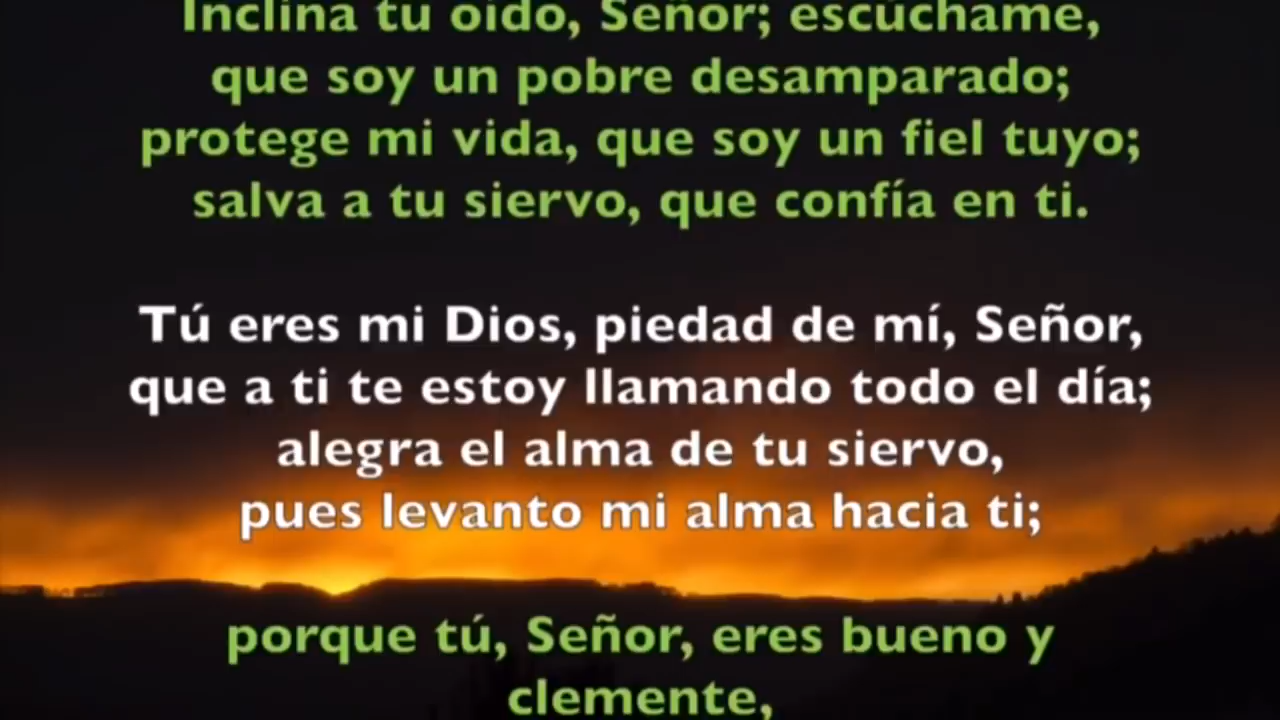 Inclina tu oído, Señor; escúchame,
que soy un pobre desamparado;
protege mi vida, que soy un fiel tuyo;
salva a tu siervo, que confía en ti.
Tú eres mi Dios, piedad de mí, Señor,
que a ti te estoy llamando todo el día;
alegra el alma de tu siervo,
pues levanto mi alma hacia ti;
porque tú, Señor, eres bueno y
clemente,